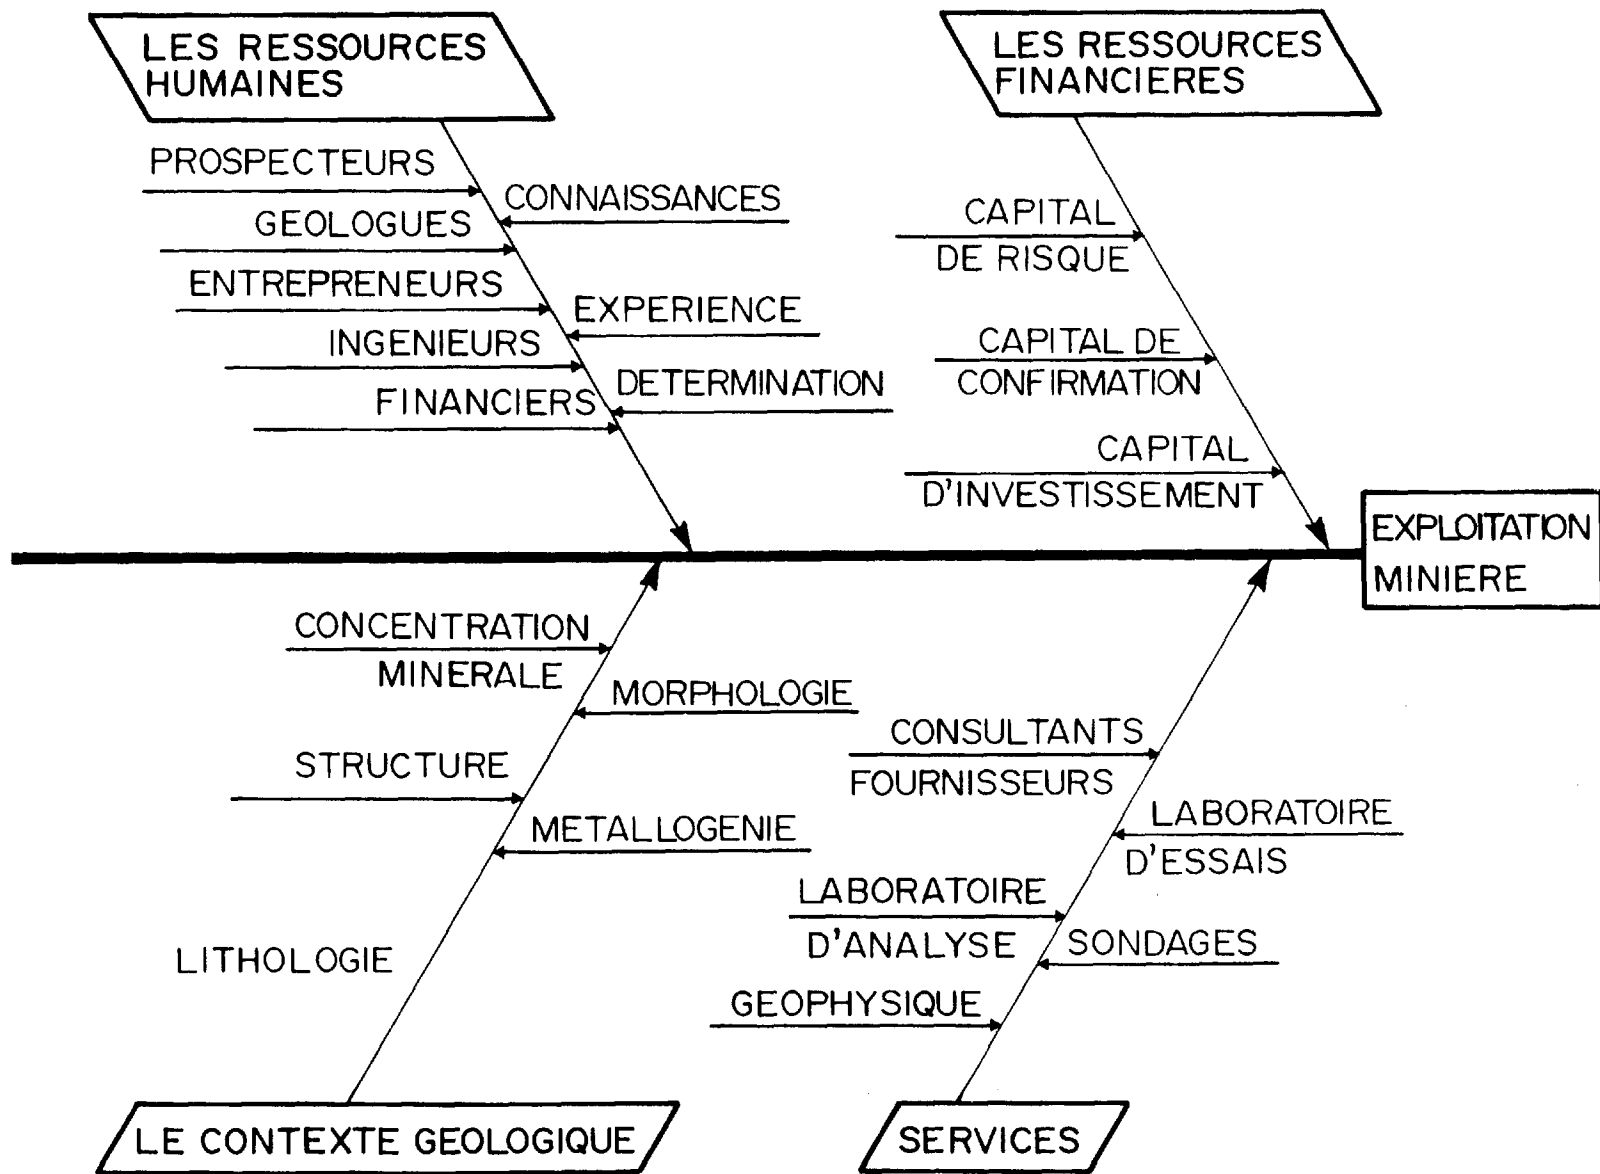 LES RESSOURCES
HUMAINES
PROSPECTEURS
CONNAISSANCES
GEOLOGUES
ENTREPRENEURS
EXPERIENCE
INGENIEURS
DETERMINATION
FINANCIERS
LES RESSOURCES
FINANCIERES
CAPITAL
DE RISQUE
CAPITAL DE
CONFIRMATION
CAPITAL
D'INVESTISSEMENT
EXPLOITATION
MINIERE
CONCENTRATION
MINERALE
MORPHOLOGIE
STRUCTURE
METALLOGENIE
LITHOLOGIE
LE CONTEXTE GEOLOGIQUE
CONSULTANTS
FOURNISSEURS
LABORATOIRE
D'ESSAIS
LABORATOIRE
D'ANALYSE
SONDAGES
GEOPHYSIQUE
SERVICES